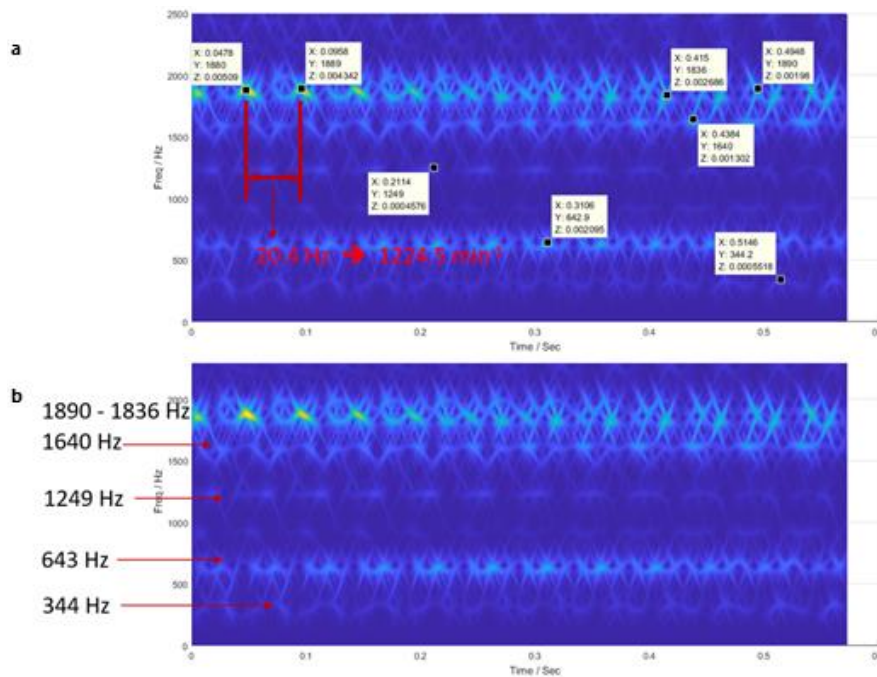 a
2500
2000
1500
1000
500
0
Freq / Hz
X: 0.0478
Y: 1880
Z: 0.00509
X: 0.0958
Y: 1889
Z: 0.004342
X: 0.415
Y: 1836
Z: 0.002686
X: 0.4948
Y: 1890
Z: 0.00198
X: 0.4384
Y: 1640
Z: 0.001302
X: 0.2114
Y: 1249
Z: 0.0004576
X: 0.3106
Y: 642.9
Z: 0.002095
X: 0.5146
Y: 344.2
Z: 0.0005518
20.4 Hz → 1224.5 min⁻¹
0 0.1 0.2 0.3 0.4 0.5
Time / Sec
b
1890 - 1836 Hz
1640 Hz
1249 Hz
643 Hz
344 Hz
2000
1500
1000
500
0
Freq / Hz
0 0.1 0.2 0.3 0.4 0.5
Time / Sec